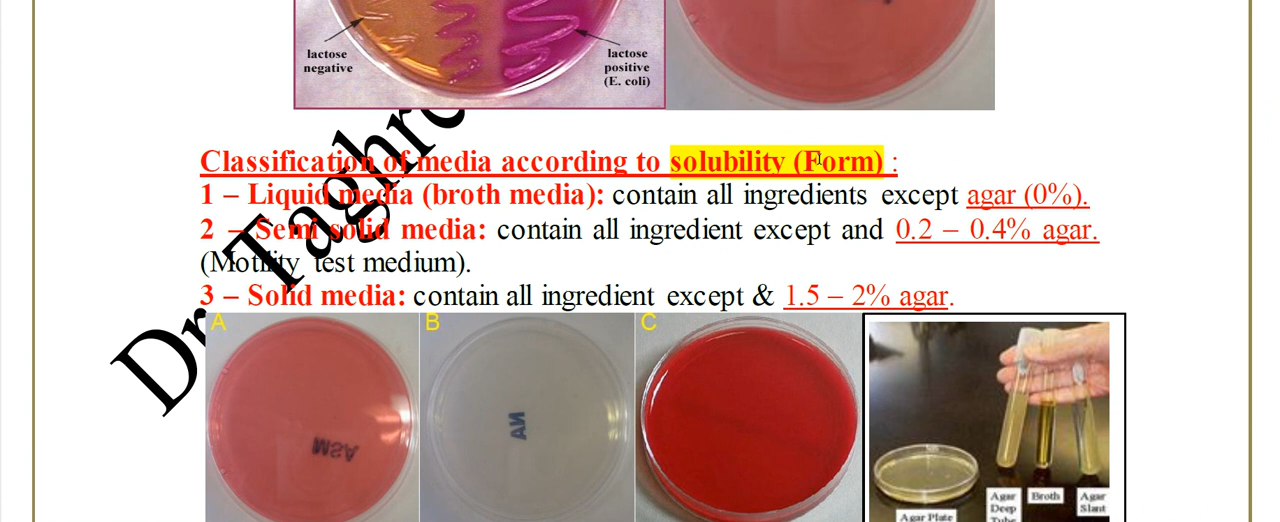 lactose
negative
lactose
positive
(E. coli)
Classification of media according to solubility (Form) :
1 – Liquid media (broth media): contain all ingredients except agar (0%).
2 – Semi solid media: contain all ingredient except and 0.2 – 0.4% agar.
(Motility test medium).
3 – Solid media: contain all ingredient except & 1.5 – 2% agar.
A
B
C
MSA
NA
Agar Plate
Agar
Deep
Tube
Broth
Agar
Slant
Dr